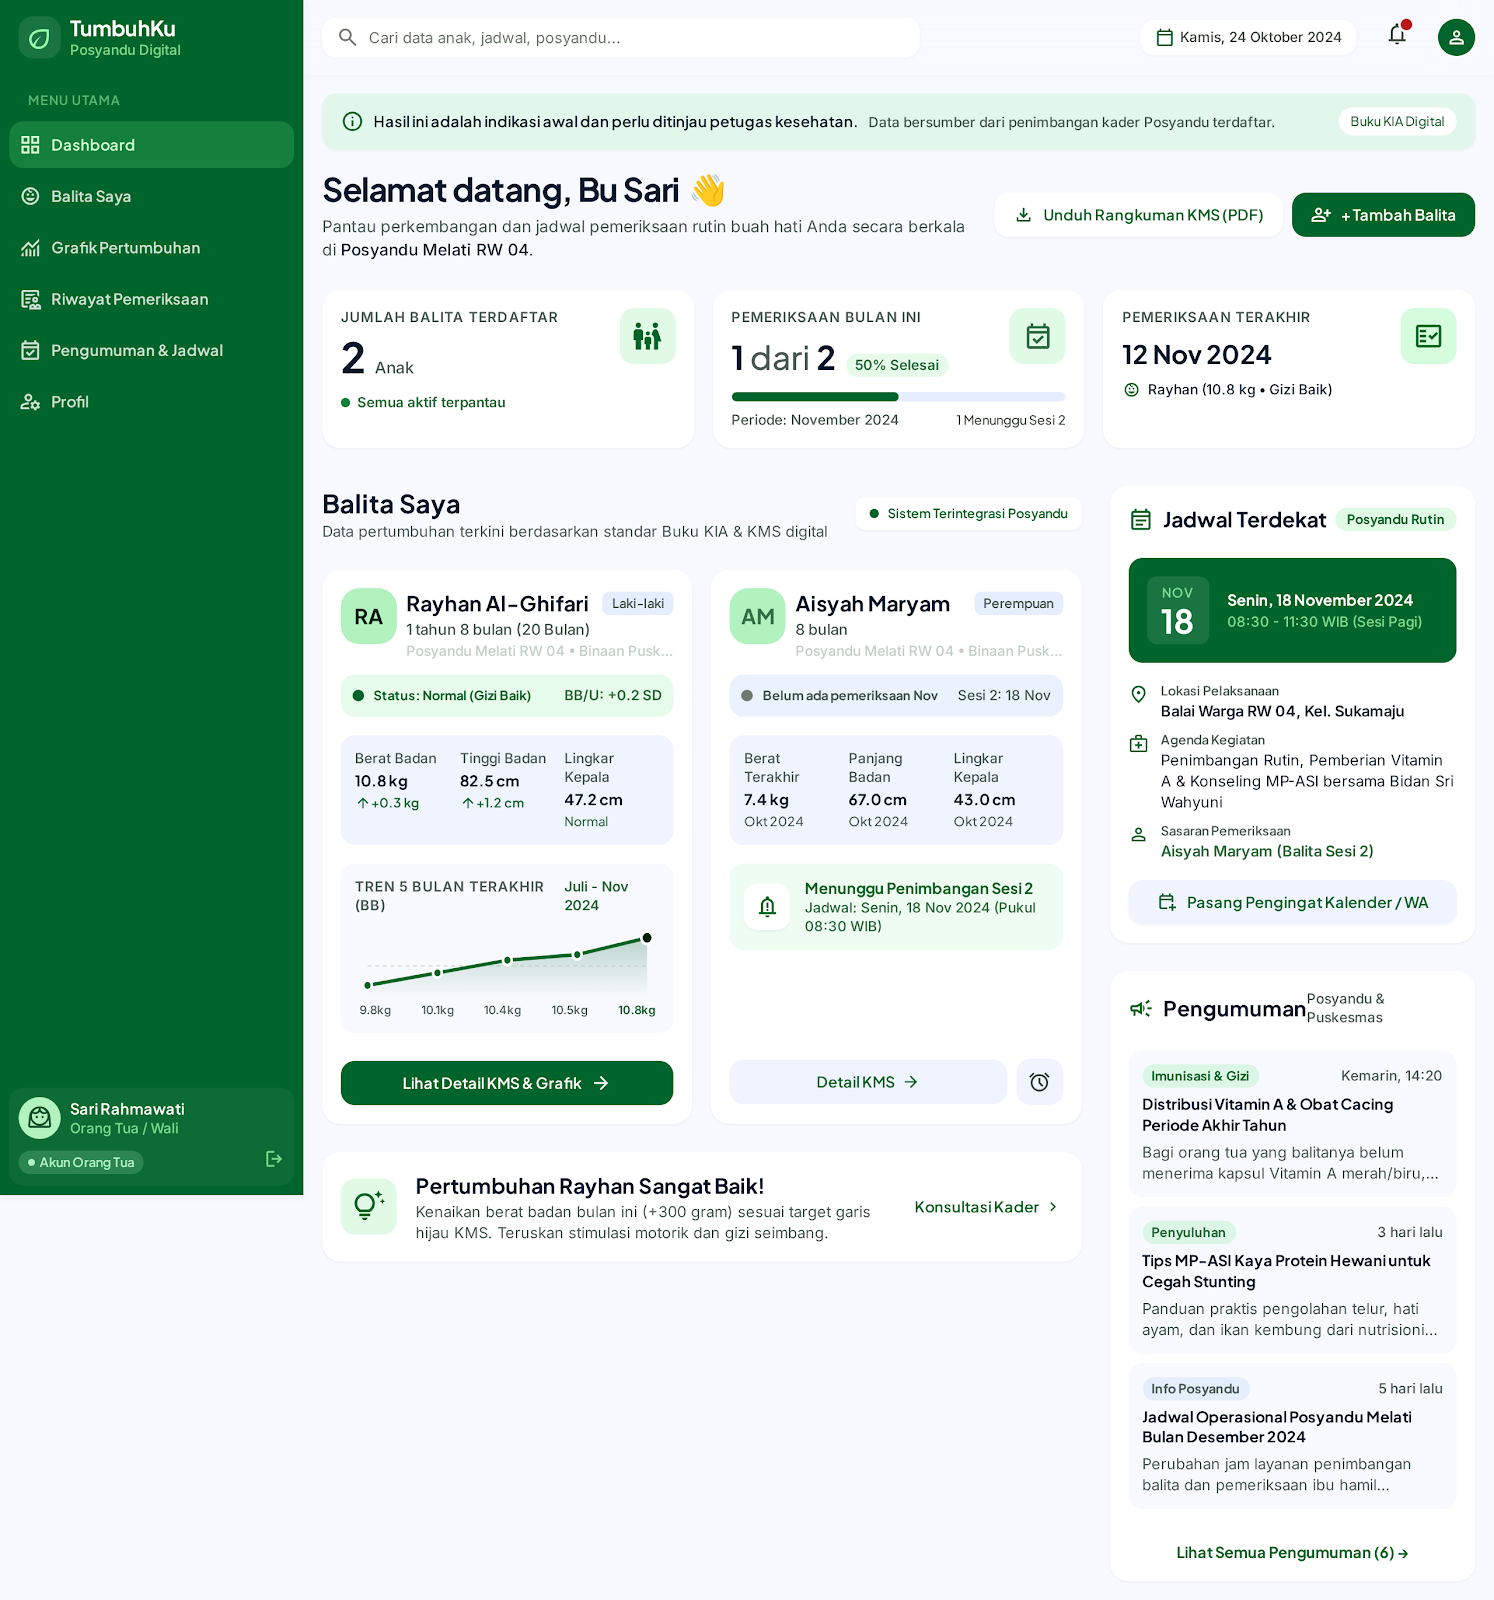 TumbuhKu
Posyandu Digital
MENU UTAMA
Dashboard
Balita Saya
Grafik Pertumbuhan
Riwayat Pemeriksaan
Pengumuman & Jadwal
Profil
Sari Rahmawati
Orang Tua / Wali
Akun Orang Tua
Cari data anak, jadwal, posyandu...
Kamis, 24 Oktober 2024
Hasil ini adalah indikasi awal dan perlu ditinjau petugas kesehatan. Data bersumber dari penimbangan kader Posyandu terdaftar.
Buku KIA Digital
Selamat datang, Bu Sari 👋
Pantau perkembangan dan jadwal pemeriksaan rutin buah hati Anda secara berkala
di Posyandu Melati RW 04.
Unduh Rangkuman KMS (PDF)
+ Tambah Balita
JUMLAH BALITA TERDAFTAR
2 Anak
Semua aktif terpantau
PEMERIKSAAN BULAN INI
1 dari 2 50% Selesai
Periode: November 2024
1 Menunggu Sesi 2
PEMERIKSAAN TERAKHIR
12 Nov 2024
Rayhan (10.8 kg • Gizi Baik)
Balita Saya
Data pertumbuhan terkini berdasarkan standar Buku KIA & KMS digital
Sistem Terintegrasi Posyandu
RA
Rayhan Al-Ghifari
Laki-laki
1 tahun 8 bulan (20 Bulan)
Posyandu Melati RW 04 • Binaan Pusk...
Status: Normal (Gizi Baik)
BB/U: +0.2 SD
Berat Badan
10.8 kg
+0.3 kg
Tinggi Badan
82.5 cm
+1.2 cm
Lingkar
Kepala
47.2 cm
Normal
TREN 5 BULAN TERAKHIR
(BB)
Juli - Nov
2024
9.8kg
10.1kg
10.4kg
10.5kg
10.8kg
Lihat Detail KMS & Grafik →
AM
Aisyah Maryam
Perempuan
8 bulan
Posyandu Melati RW 04 • Binaan Pusk...
Belum ada pemeriksaan Nov
Sesi 2: 18 Nov
Berat
Terakhir
7.4 kg
Okt 2024
Panjang
Badan
67.0 cm
Okt 2024
Lingkar
Kepala
43.0 cm
Okt 2024
Menunggu Penimbangan Sesi 2
Jadwal: Senin, 18 Nov 2024 (Pukul
08:30 WIB)
Detail KMS →
Pertumbuhan Rayhan Sangat Baik!
Kenaikan berat badan bulan ini (+300 gram) sesuai target garis
hijau KMS. Teruskan stimulasi motorik dan gizi seimbang.
Konsultasi Kader
Jadwal Terdekat
Posyandu Rutin
NOV
18
Senin, 18 November 2024
08:30 - 11:30 WIB (Sesi Pagi)
Lokasi Pelaksanaan
Balai Warga RW 04, Kel. Sukamaju
Agenda Kegiatan
Penimbangan Rutin, Pemberian Vitamin
A & Konseling MP-ASI bersama Bidan Sri
Wahyuni
Sasaran Pemeriksaan
Aisyah Maryam (Balita Sesi 2)
Pasang Pengingat Kalender / WA
Pengumuman
Posyandu &
Puskesmas
Imunisasi & Gizi
Kemarin, 14:20
Distribusi Vitamin A & Obat Cacing
Periode Akhir Tahun
Bagi orang tua yang balitanya belum
menerima kapsul Vitamin A merah/biru,...
Penyuluhan
3 hari lalu
Tips MP-ASI Kaya Protein Hewani untuk
Cegah Stunting
Panduan praktis pengolahan telur, hati
ayam, dan ikan kembung dari nutrisioni...
Info Posyandu
5 hari lalu
Jadwal Operasional Posyandu Melati
Bulan Desember 2024
Perubahan jam layanan penimbangan
balita dan pemeriksaan ibu hamil...
Lihat Semua Pengumuman (6) →